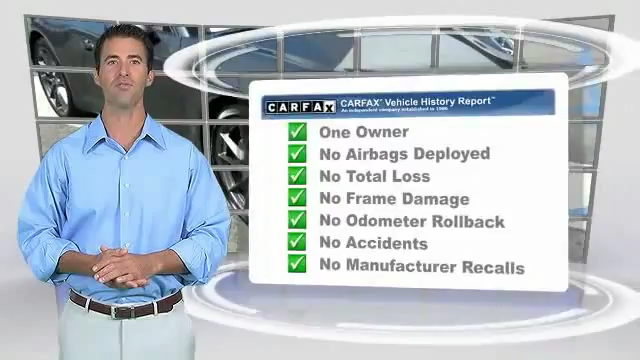 CARFAX CARFAX™ Vehicle History Report™
An independent company established in 1986
One Owner
No Airbags Deployed
No Total Loss
No Frame Damage
No Odometer Rollback
No Accidents
No Manufacturer Recalls